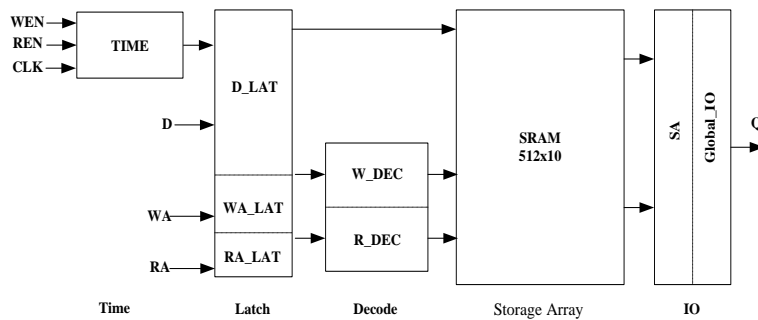 WEN
REN
CLK
TIME
D_LAT
D
WA
WA_LAT
RA
RA_LAT
W_DEC
R_DEC
SRAM
512x10
SA
Global_IO
Q
Time
Latch
Decode
Storage Array
IO